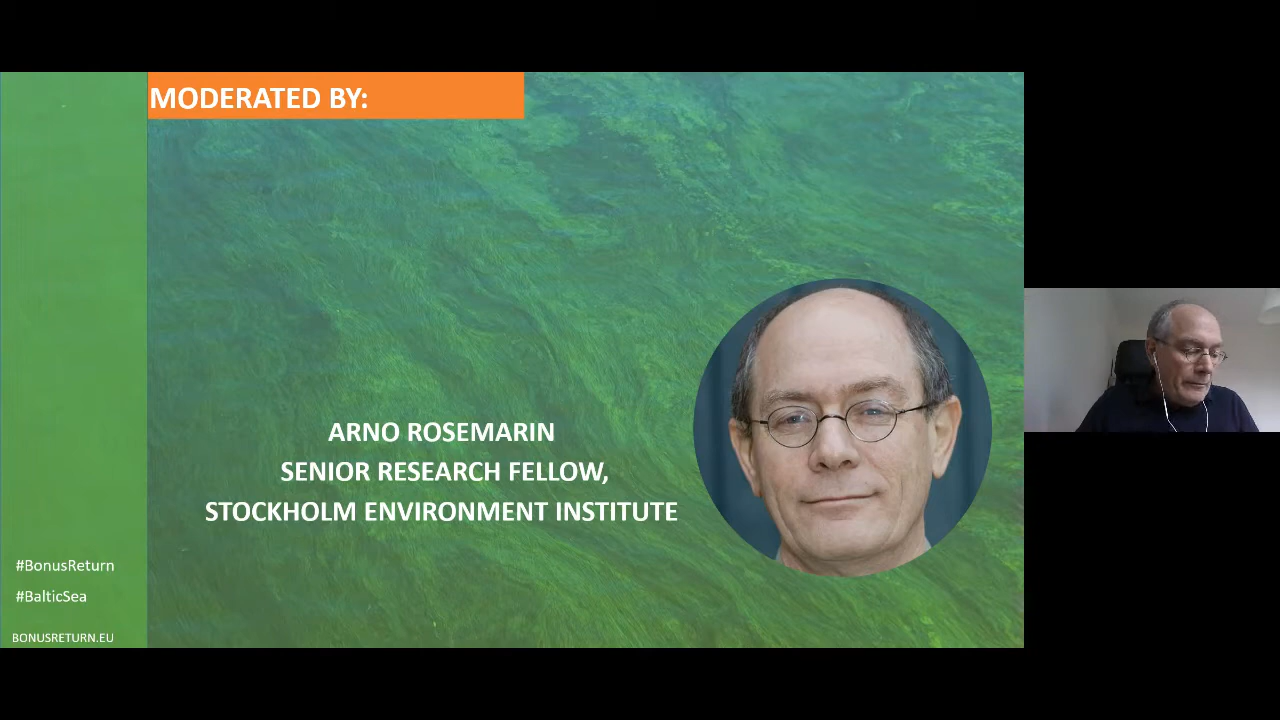 MODERATED BY:
ARNO ROSEMARIN
SENIOR RESEARCH FELLOW,
STOCKHOLM ENVIRONMENT INSTITUTE
#BonusReturn
#BalticSea
BONUSRETURN.EU